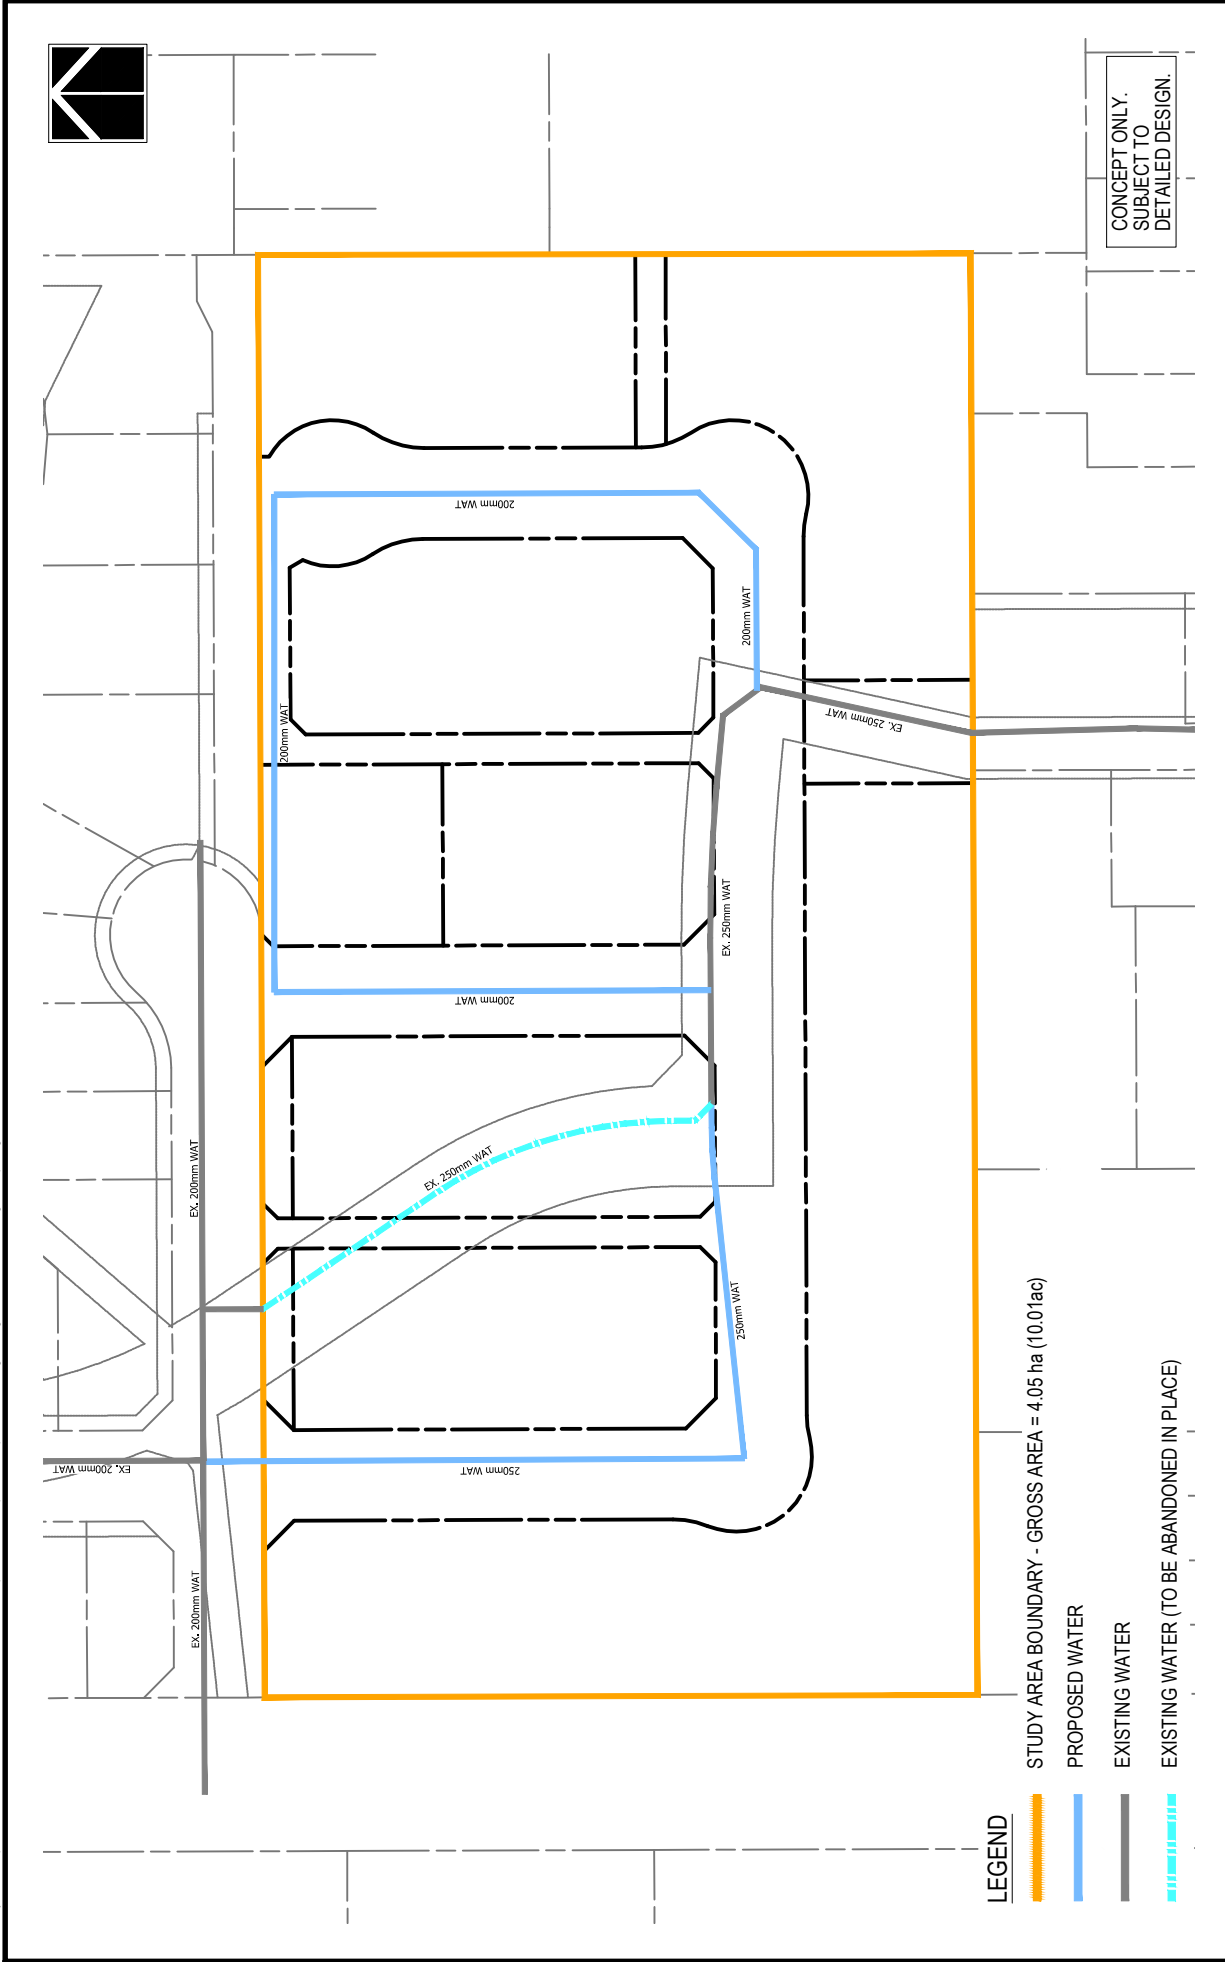 CONCEPT ONLY.
SUBJECT TO
DETAILED DESIGN.
200mm WAT
200mm WAT
200mm WAT
EX. 250mm WAT
EX. 250mm WAT
200mm WAT
EX. 250mm WAT
EX. 200mm WAT
250mm WAT
250mm WAT
EX. 200mm WAT
EX. 200mm WAT
LEGEND
STUDY AREA BOUNDARY - GROSS AREA = 4.05 ha (10.01ac)
PROPOSED WATER
EXISTING WATER
EXISTING WATER (TO BE ABANDONED IN PLACE)